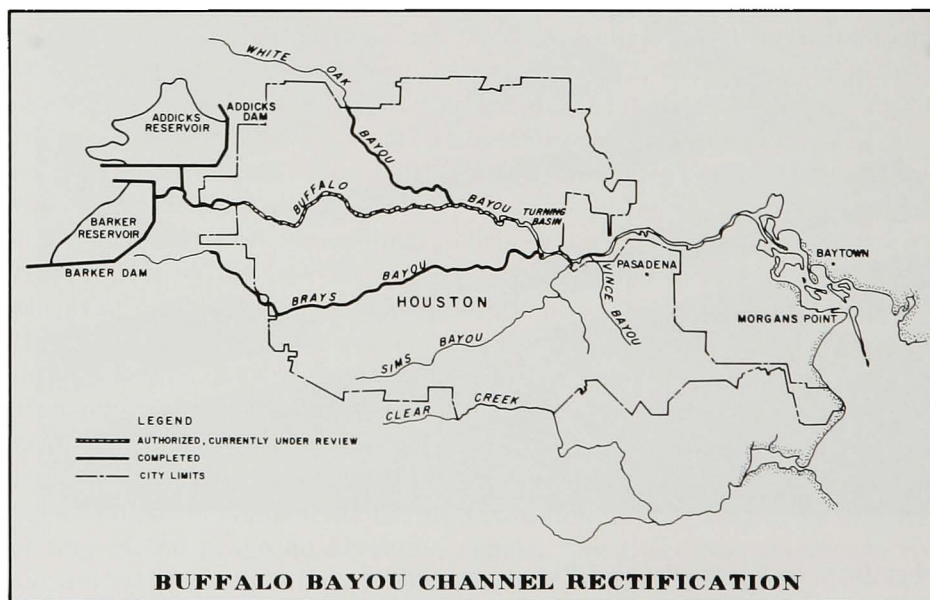 WHITE OAK BAYOU
ADDICKS
DAM
ADDICKS
RESERVOIR
BUFFALO BAYOU
TURNING
BASIN
BARKER
RESERVOIR
BARKER DAM
BAYTOWN
PASADENA
BRAYS BAYOU
VINCE BAYOU
HOUSTON
MORGANS POINT
SIMS BAYOU
CLEAR CREEK
LEGEND
AUTHORIZED, CURRENTLY UNDER REVIEW
COMPLETED
CITY LIMITS
BUFFALO BAYOU CHANNEL RECTIFICATION